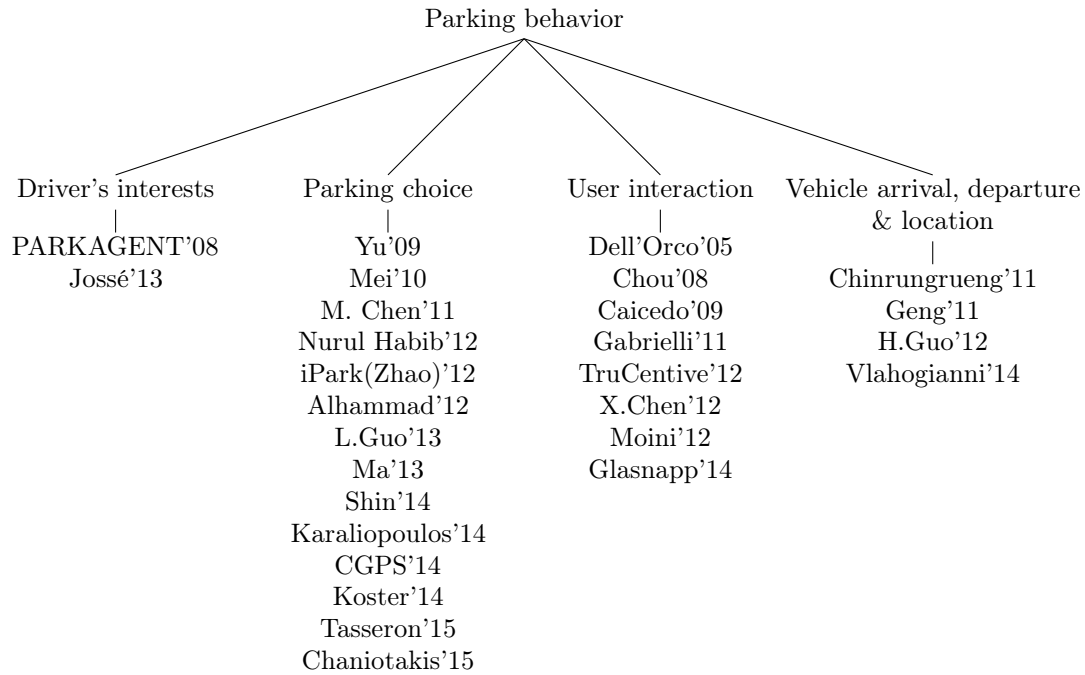 Parking behavior
Driver's interests
PARKAGENT'08
Jossé'13
Parking choice
Yu'09
Mei'10
M. Chen'11
Nurul Habib'12
iPark(Zhao)'12
Alhammad'12
L.Guo'13
Ma'13
Shin'14
Karaliopoulos'14
CGPS'14
Koster'14
Tasseron'15
Chaniotakis'15
User interaction
Dell'Orco'05
Chou'08
Caicedo'09
Gabrielli'11
TruCentive'12
X.Chen'12
Moini'12
Glasnapp'14
Vehicle arrival, departure
& location
Chinrungrueng'11
Geng'11
H.Guo'12
Vlahogianni'14